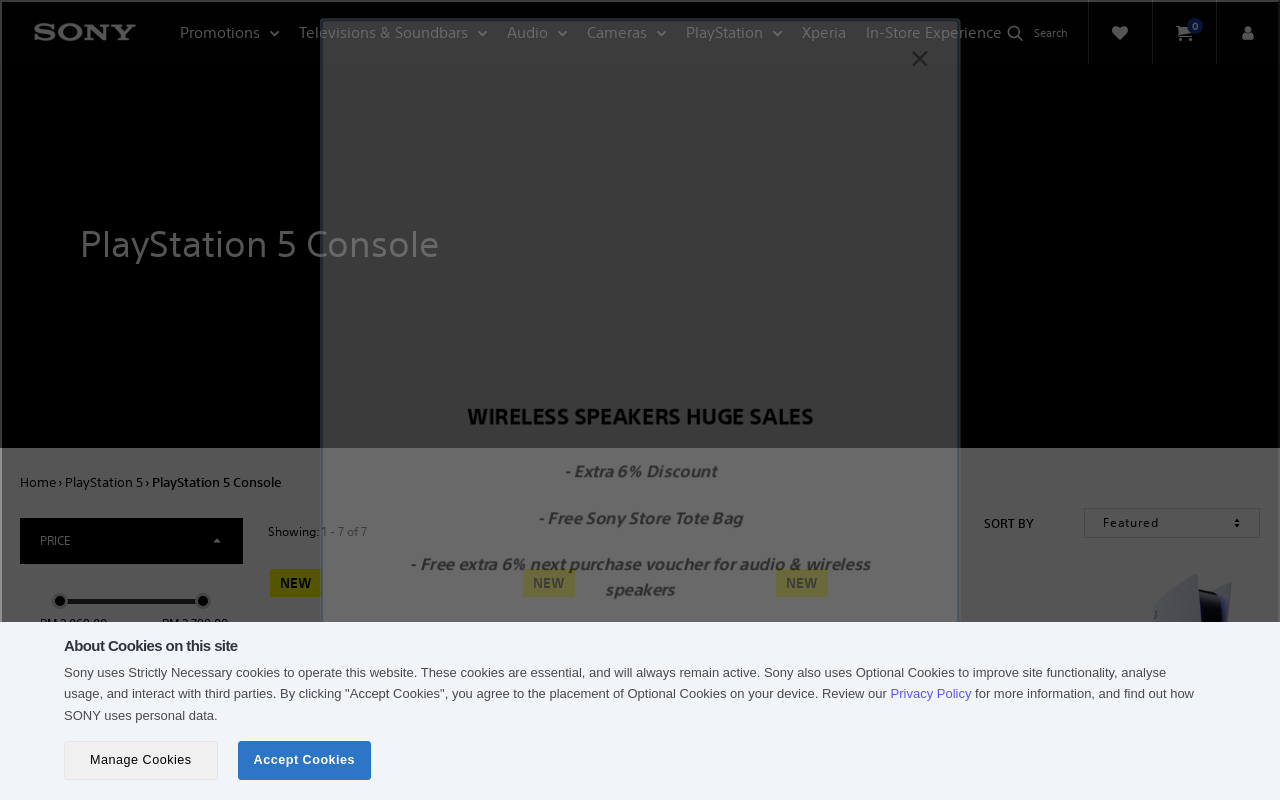 SONY
Promotions
Televisions & Soundbars
Audio
Cameras
PlayStation
Xperia
In-Store Experience
Search
0
PlayStation 5 Console
WIRELESS SPEAKERS HUGE SALES
- Extra 6% Discount
- Free Sony Store Tote Bag
- Free extra 6% next purchase voucher for audio & wireless
speakers
Home › PlayStation 5 › PlayStation 5 Console
PRICE
Showing: 1 - 7 of 7
SORT BY
Featured
NEW
NEW
NEW
About Cookies on this site
Sony uses Strictly Necessary cookies to operate this website. These cookies are essential, and will always remain active. Sony also uses Optional Cookies to improve site functionality, analyse
usage, and interact with third parties. By clicking "Accept Cookies", you agree to the placement of Optional Cookies on your device. Review our Privacy Policy for more information, and find out how
SONY uses personal data.
Manage Cookies
Accept Cookies